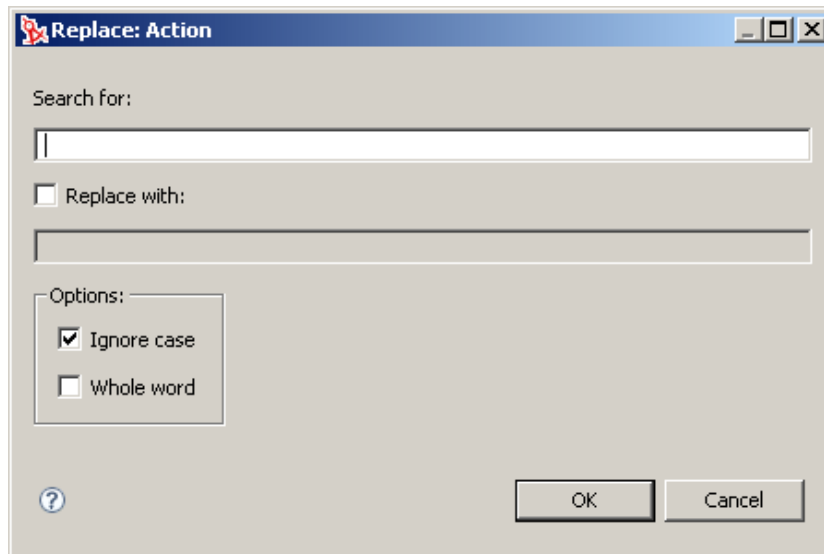 Replace: Action
Search for:
Replace with:
Options:
Ignore case
Whole word
?
OK Cancel